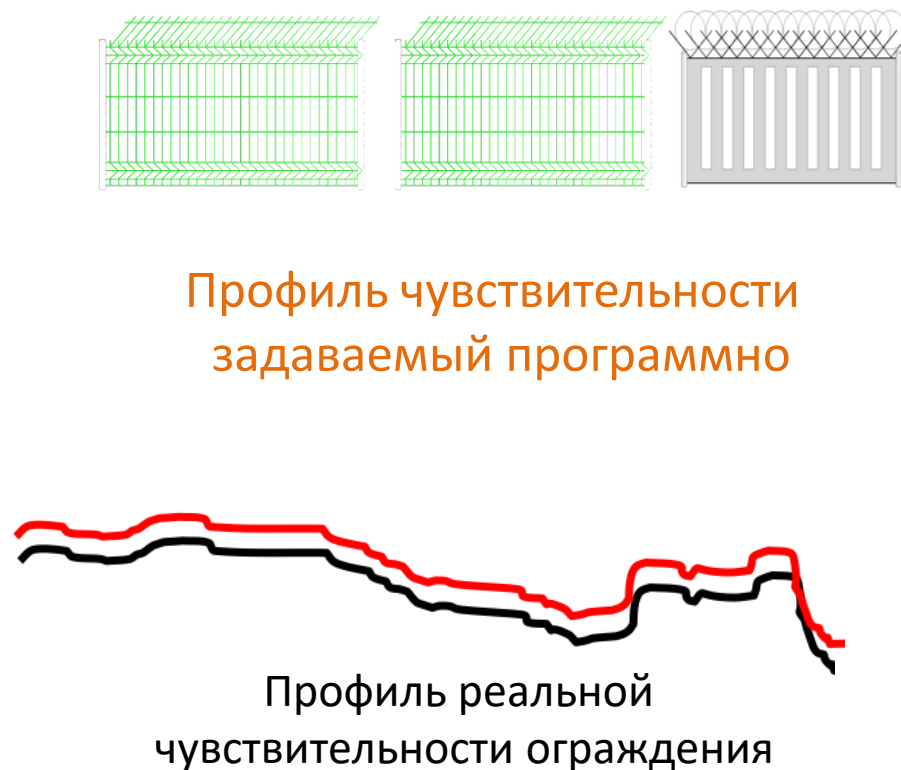 Профиль чувствительности
задаваемый программно
Профиль реальной
чувствительности ограждения